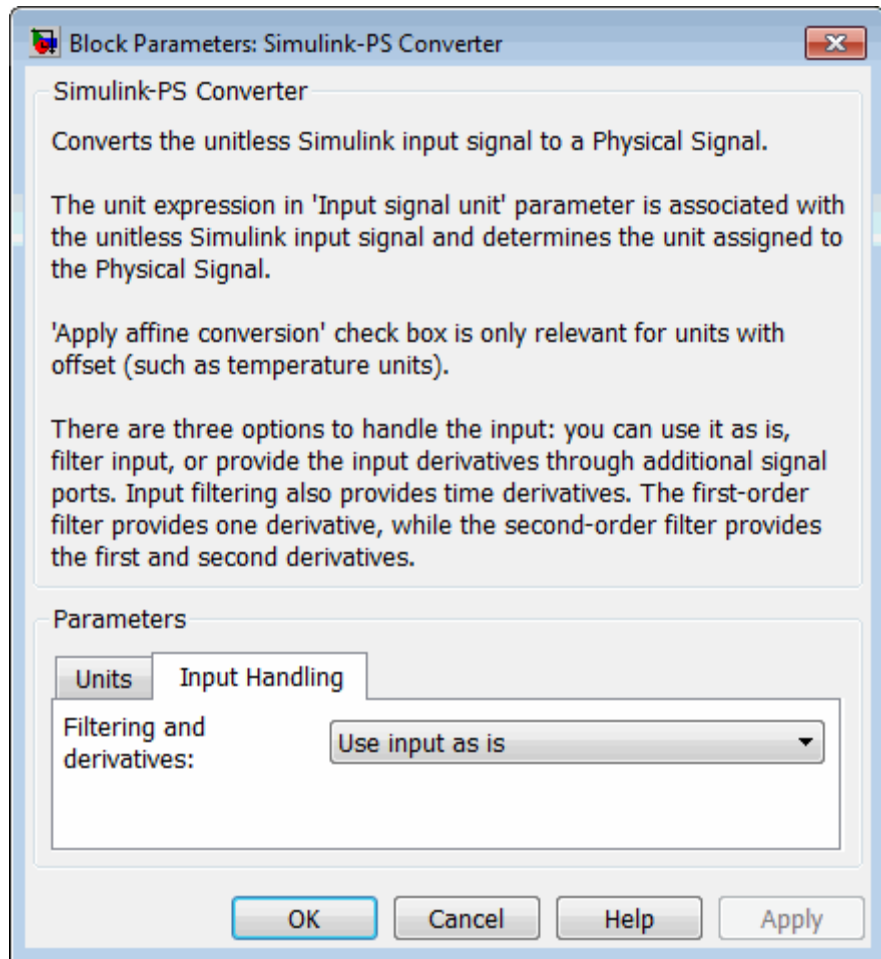 Block Parameters: Simulink-PS Converter
Simulink-PS Converter
Converts the unitless Simulink input signal to a Physical Signal.
The unit expression in 'Input signal unit' parameter is associated with
the unitless Simulink input signal and determines the unit assigned to
the Physical Signal.
'Apply affine conversion' check box is only relevant for units with
offset (such as temperature units).
There are three options to handle the input: you can use it as is,
filter input, or provide the input derivatives through additional signal
ports. Input filtering also provides time derivatives. The first-order
filter provides one derivative, while the second-order filter provides
the first and second derivatives.
Parameters
Units Input Handling
Filtering and
derivatives:
Use input as is
OK Cancel Help Apply